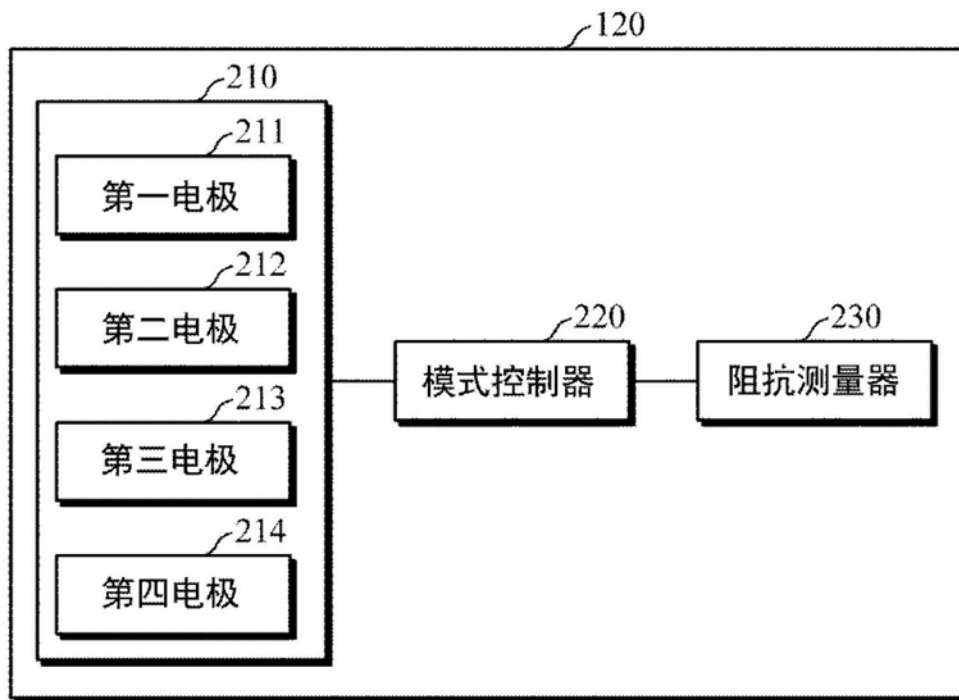 120
210
211
第一电极
212
第二电极
213
第三电极
214
第四电极
220
模式控制器
230
阻抗测量器